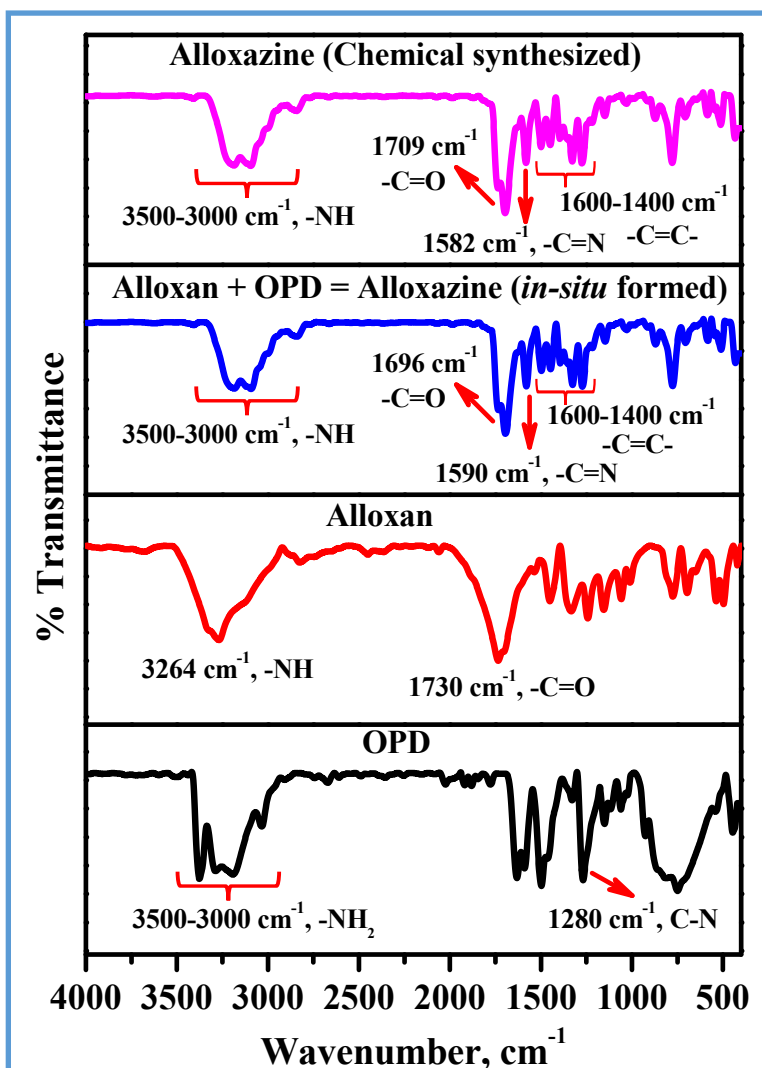 Alloxazine (Chemical synthesized)
1709 cm⁻¹
-C=O
3500-3000 cm⁻¹, -NH
1582 cm⁻¹, -C=N
1600-1400 cm⁻¹
-C=C-
Alloxan + OPD = Alloxazine (in-situ formed)
1696 cm⁻¹
-C=O
3500-3000 cm⁻¹, -NH
1590 cm⁻¹, -C=N
1600-1400 cm⁻¹
-C=C-
Alloxan
3264 cm⁻¹, -NH
1730 cm⁻¹, -C=O
OPD
3500-3000 cm⁻¹, -NH₂
1280 cm⁻¹, C-N
% Transmittance
4000 3500 3000 2500 2000 1500 1000 500
Wavenumber, cm⁻¹